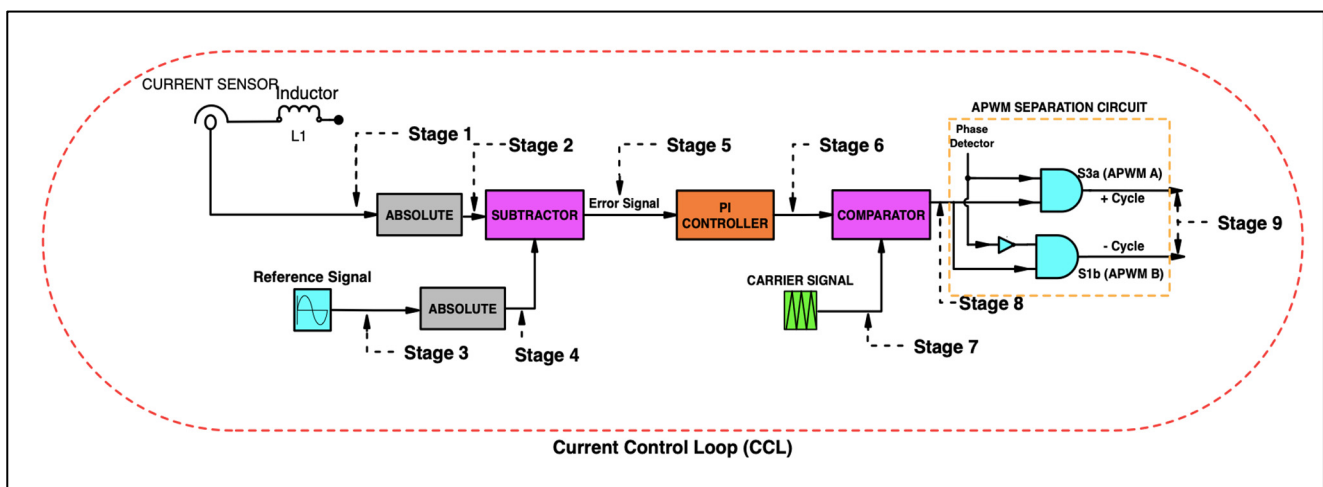 CURRENT SENSOR
Inductor
L1
Stage 1
Stage 2
Stage 5
Stage 6
APWM SEPARATION CIRCUIT
Phase
Detector
S3a (APWM A)
+ Cycle
ABSOLUTE
SUBTRACTOR
Error Signal
PI
CONTROLLER
COMPARATOR
Stage 9
- Cycle
S1b (APWM B)
Reference Signal
ABSOLUTE
CARRIER SIGNAL
Stage 8
Stage 3
Stage 4
Stage 7
Current Control Loop (CCL)